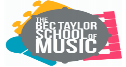 THE
BEC TAYLOR
SCHOOL OF
MUSIC